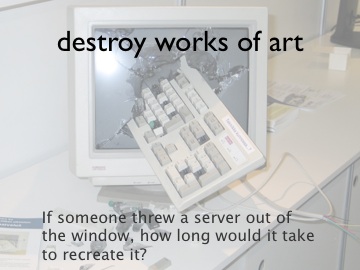 destroy works of art
If someone threw a server out of
the window, how long would it take
to recreate it?